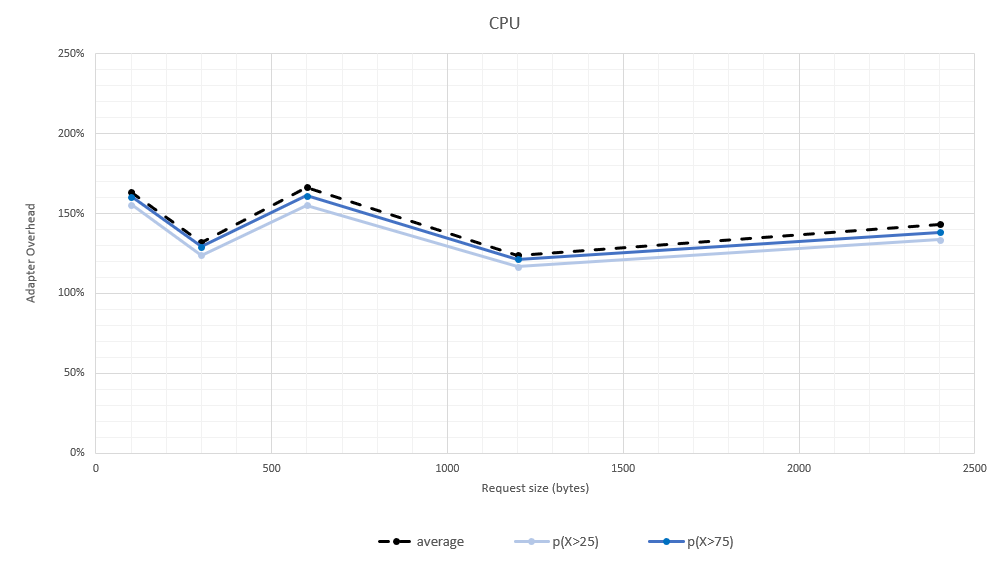 CPU
250%
200%
150%
100%
50%
0%
Adapter Overhead
0 500 1000 1500 2000 2500
Request size (bytes)
average p(X>25) p(X>75)